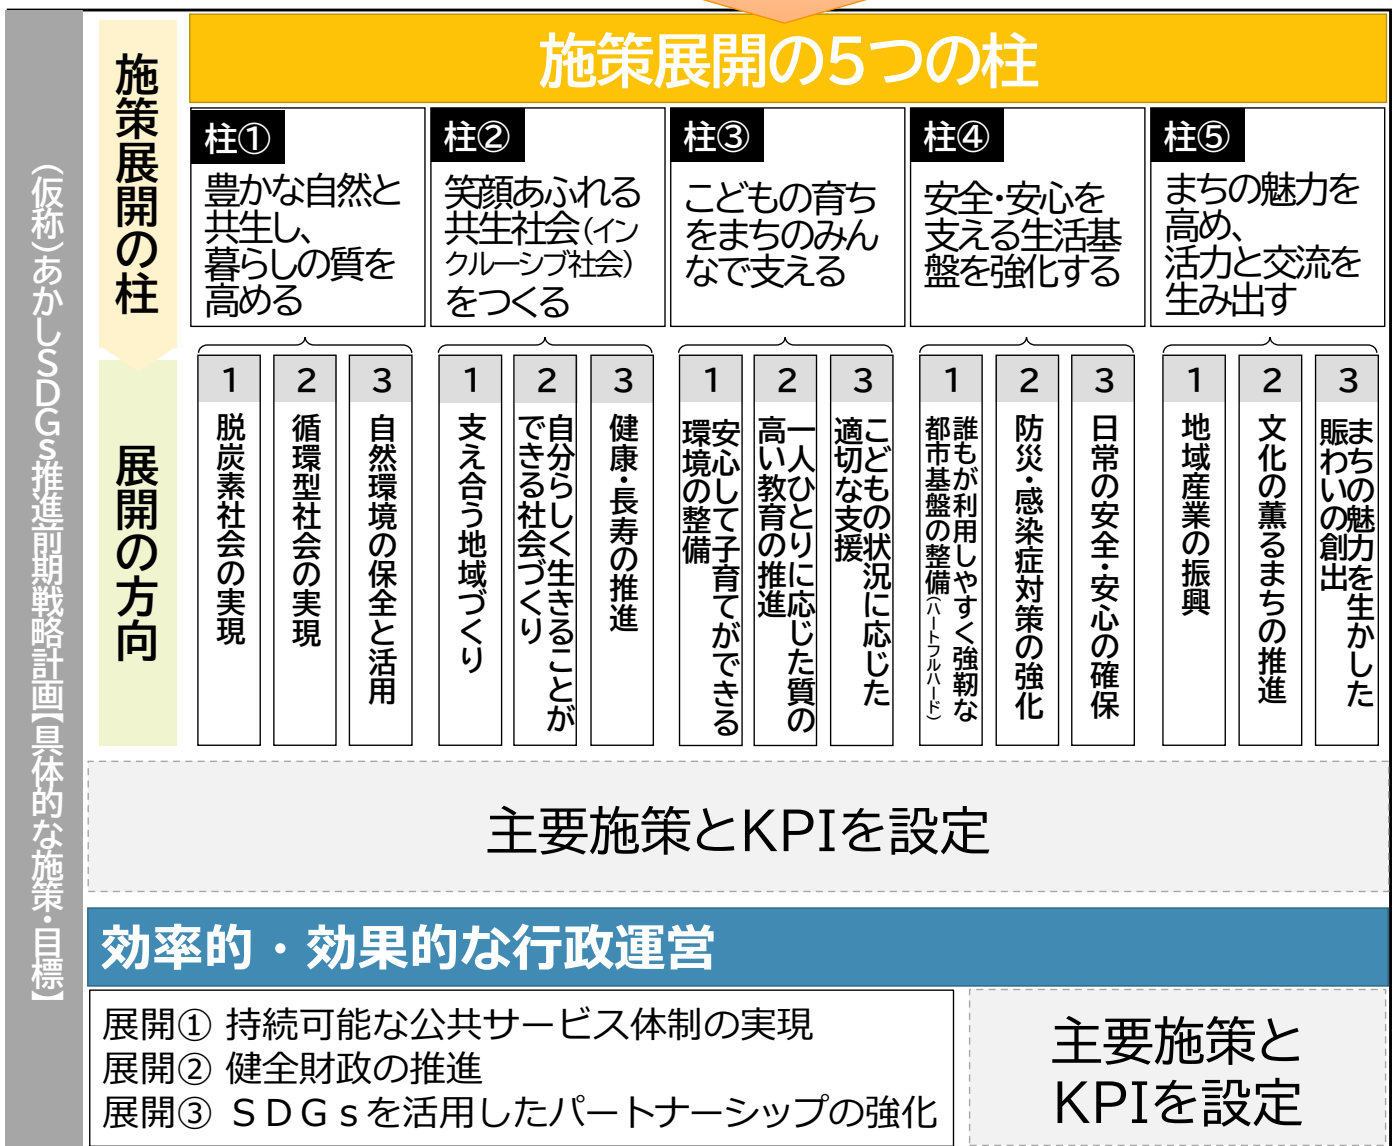 (仮称)あかしSDGs推進前期戦略計画【具体的な施策・目標】
施策展開の柱
施策展開の5つの柱
柱①
豊かな自然と
共生し、
暮らしの質を
高める
柱②
笑顔あふれる
共生社会(イン
クルーシブ社会)
をつくる
柱③
こどもの育ち
をまちのみん
なで支える
柱④
安全・安心を
支える生活基
盤を強化する
柱⑤
まちの魅力を
高め、
活力と交流を
生み出す
展開の方向
1
脱炭素社会の実現
2
循環型社会の実現
3
自然環境の保全と活用
1
支え合う地域づくり
2
自分らしく生きることが
できる社会づくり
3
健康・長寿の推進
1
安心して子育てができる
環境の整備
2
一人ひとりに応じた質の
高い教育の推進
3
こどもの状況に応じた
適切な支援
1
誰もが利用しやすく強靭な
都市基盤の整備(ハートフルハード)
2
防災・感染症対策の強化
3
日常の安全・安心の確保
1
地域産業の振興
2
文化の薫るまちの推進
3
まちの魅力を生かした
賑わいの創出
主要施策とKPIを設定
効率的・効果的な行政運営
展開① 持続可能な公共サービス体制の実現
展開② 健全財政の推進
展開③ SDGsを活用したパートナーシップの強化
主要施策と
KPIを設定